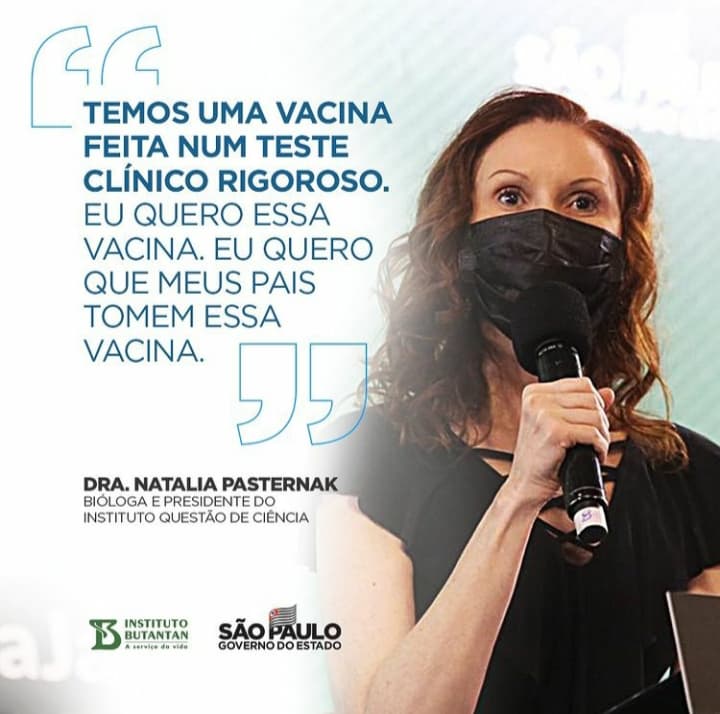 TEMOS UMA VACINA
FEITA NUM TESTE
CLÍNICO RIGOROSO.
EU QUERO ESSA
VACINA. EU QUERO
QUE MEUS PAIS
TOMEM ESSA
VACINA.
DRA. NATALIA PASTERNAK
BIÓLOGA E PRESIDENTE DO
INSTITUTO QUESTÃO DE CIÊNCIA
INSTITUTO
BUTANTAN
A serviço da vida
SÃO PAULO
GOVERNO DO ESTADO
SÃO PAULO